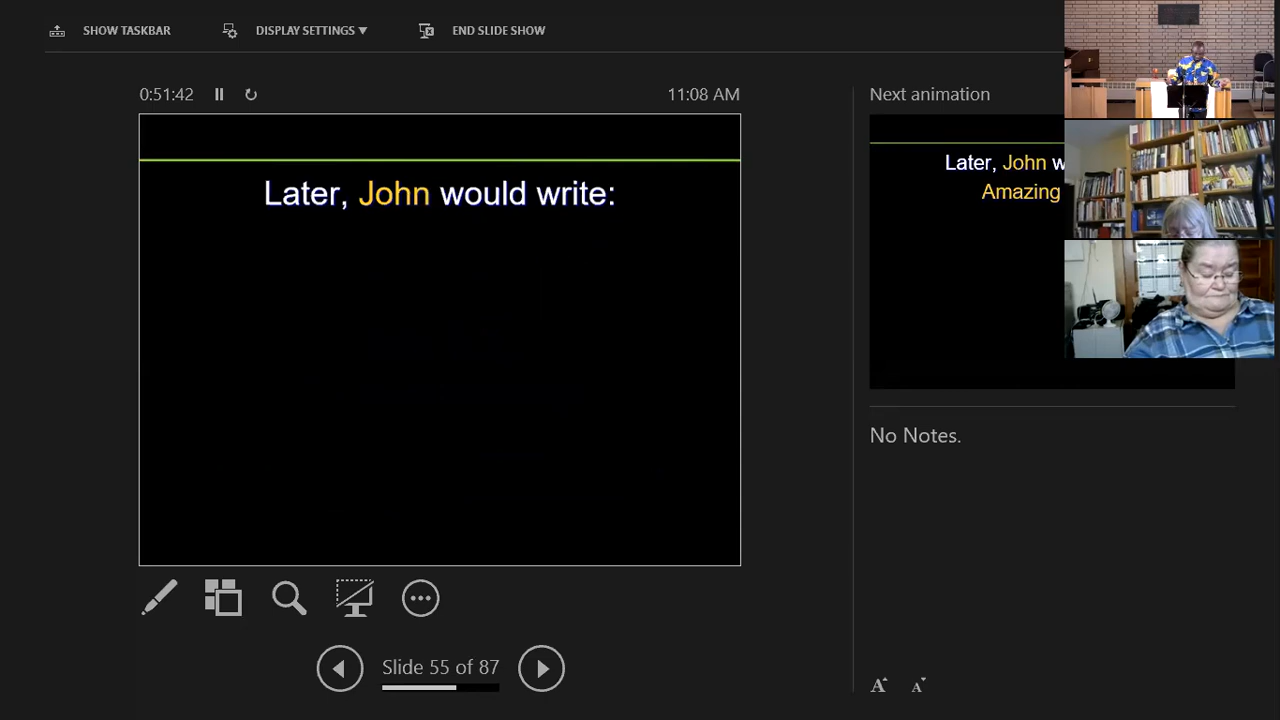 SHOW TASKBAR
DISPLAY SETTINGS ▼
END SLIDE SHOW
0:51:42
11:08 AM
Next animation
Later, John would write:
Later, John w
Amazing
No Notes.
Slide 55 of 87
A A